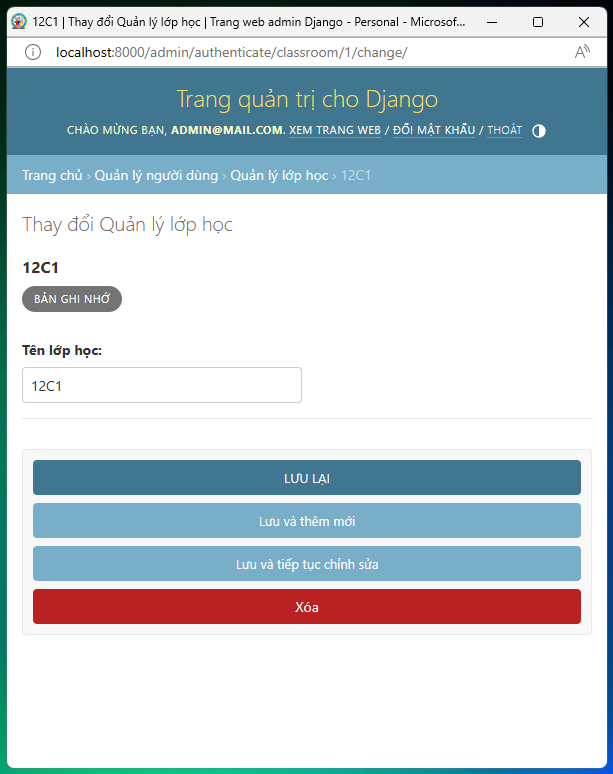 12C1 | Thay đổi Quản lý lớp học | Trang web admin Django - Personal - Microsof...
localhost:8000/admin/authenticate/classroom/1/change/
Trang quản trị cho Django
CHÀO MỪNG BẠN, ADMIN@MAIL.COM. XEM TRANG WEB / ĐỔI MẬT KHẨU / THOÁT
Trang chủ › Quản lý người dùng › Quản lý lớp học › 12C1
Thay đổi Quản lý lớp học
12C1
BẢN GHI NHỚ
Tên lớp học:
12C1
LƯU LẠI
Lưu và thêm mới
Lưu và tiếp tục chỉnh sửa
Xóa